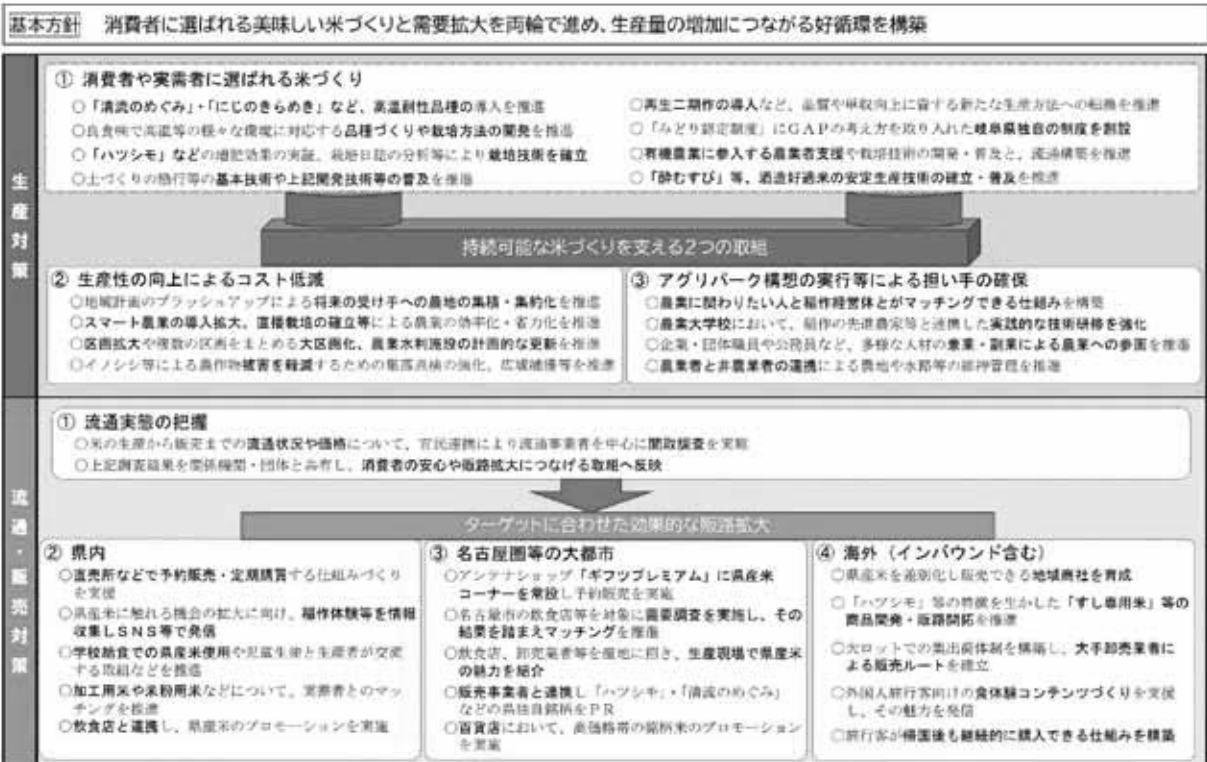 基本方針 消費者に選ばれる美味しい米づくりと需要拡大を両輪で進め、生産量の増加につながる好循環を構築
生産対策
① 消費者や実需者に選ばれる米づくり
○「清流のめぐみ」・「にじのきらめき」など、高温耐性品種の導入を推進
○良食味で高温等の様々な環境に対応する品種づくりや栽培方法の開発を推進
○「ハツシモ」などの増肥効果の実証、栽培日誌の分析等により栽培技術を確立
○土づくりの励行等の基本技術や上記開発技術等の普及を推進
○再生二期作の導入など、品質や単収向上に資する新たな生産方法への転換を推進
○「みどり認定制度」にGAPの考え方を取り入れた岐阜県独自の制度を創設
○有機農業に参入する農業者支援や栽培技術の開発・普及と、流通構築を推進
○「酔むすび」等、酒造好適米の安定生産技術の確立・普及を推進
持続可能な米づくりを支える2つの取組
② 生産性の向上によるコスト低減
○地域計画のブラッシュアップによる将来の受け手への農地の集積・集約化を推進
○スマート農業の導入拡大、直播栽培の確立等による農業の効率化・省力化を推進
○区画拡大や複数の区画をまとめる大区画化、農業水利施設の計画的な更新を推進
○イノシシ等による農作物被害を軽減するための集落点検の強化、広域捕獲等を推進
③ アグリパーク構想の実行等による担い手の確保
○農業に関わりたい人と稲作経営体とがマッチングできる仕組みを構築
○農業大学校において、稲作の先進農家等と連携した実践的な技術研修を強化
○企業・団体職員や公務員など、多様な人材の兼業・副業による農業への参画を推進
○農業者と非農業者の連携による農地や水路等の維持管理を推進
流通・販売対策
① 流通実態の把握
○米の生産から販売までの流通状況や価格について、官民連携により流通事業者を中心に聞取調査を実施
○上記調査結果を関係機関・団体と共有し、消費者の安心や販路拡大につなげる取組へ反映
ターゲットに合わせた効果的な販路拡大
② 県内
○直売所などで予約販売・定期購買する仕組みづくり
を支援
○県産米に触れる機会の拡大に向け、稲作体験等を情報
収集しSNS等で発信
○学校給食での県産米使用や児童生徒と生産者が交流
する取組などを推進
○加工用米や米粉用米などについて、実需者とのマッ
チングを推進
○飲食店と連携し、県産米のプロモーションを実施
③ 名古屋圏等の大都市
○アンテナショップ「ギフツプレミアム」に県産米
コーナーを常設し予約販売を実施
○名古屋市の飲食店等を対象に需要調査を実施し、その
結果を踏まえマッチングを推進
○飲食店、卸売業者等を産地に招き、生産現場で県産米
の魅力を紹介
○販売事業者と連携し「ハツシモ」・「清流のめぐみ」
などの県独自銘柄をPR
○百貨店において、高価格帯の銘柄米のプロモーション
を実施
④ 海外（インバウンド含む）
○県産米を差別化し販売できる地域商社を育成
○「ハツシモ」等の特徴を生かした「すし専用米」等の
商品開発・販路開拓を推進
○大ロットでの集出荷体制を構築し、大手卸売業者に
よる販売ルートを確立
○外国人旅行客向けの食体験コンテンツづくりを支援
し、その魅力を発信
○旅行客が帰国後も継続的に購入できる仕組みを構築